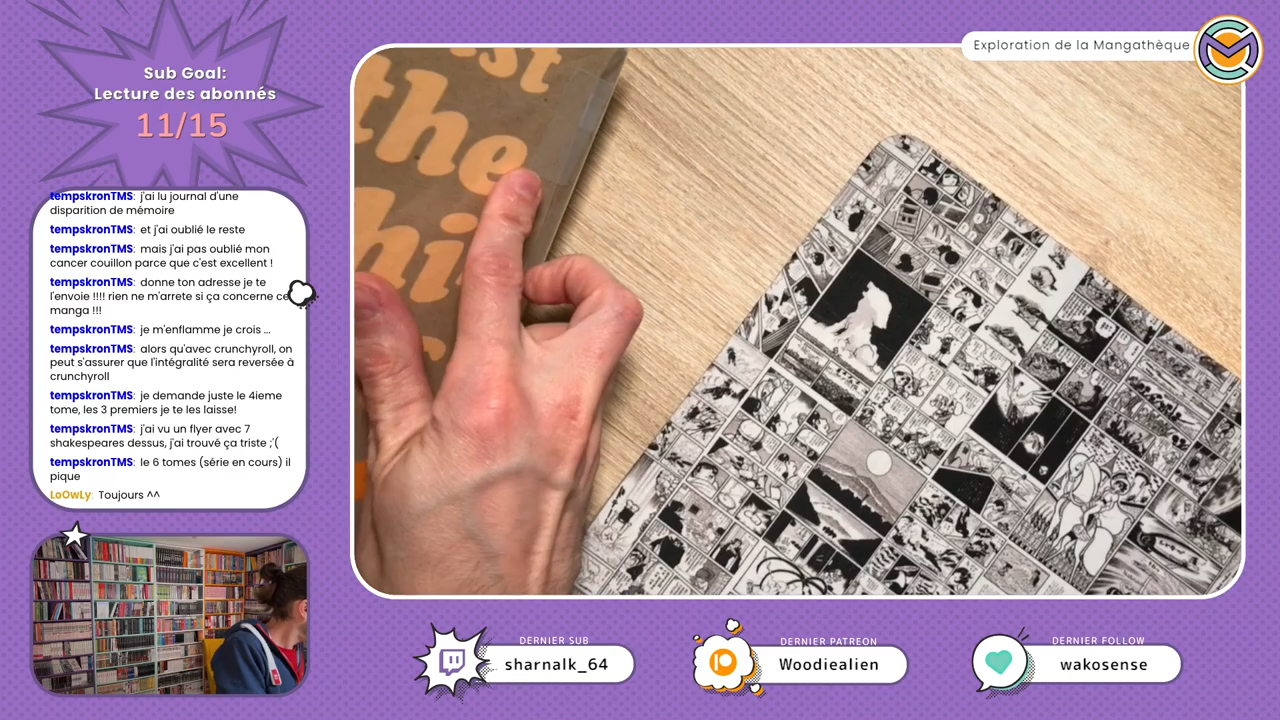 Sub Goal:
Lecture des abonnés
11/15
Exploration de la Mangathèque
tempskronTMS: j'ai lu journal d'une
disparition de mémoire
tempskronTMS: et j'ai oublié le reste
tempskronTMS: mais j'ai pas oublié mon
cancer couillon parce que c'est excellent !
tempskronTMS: donne ton adresse je te
l'envoie !!!! rien ne m'arrete si ça concerne ce
manga !!!
tempskronTMS: je m'enflamme je crois ...
tempskronTMS: alors qu'avec crunchyroll, on
peut s'assurer que l'intégralité sera reversée à
crunchyroll
tempskronTMS: je demande juste le 4ieme
tome, les 3 premiers je te les laisse!
tempskronTMS: j'ai vu un flyer avec 7
shakespeares dessus, j'ai trouvé ça triste ;'(
tempskronTMS: le 6 tomes (série en cours) il
pique
LoOwLy: Toujours ^^
the
DERNIER SUB
sharnalk_64
DERNIER PATREON
Woodiealien
DERNIER FOLLOW
wakosense